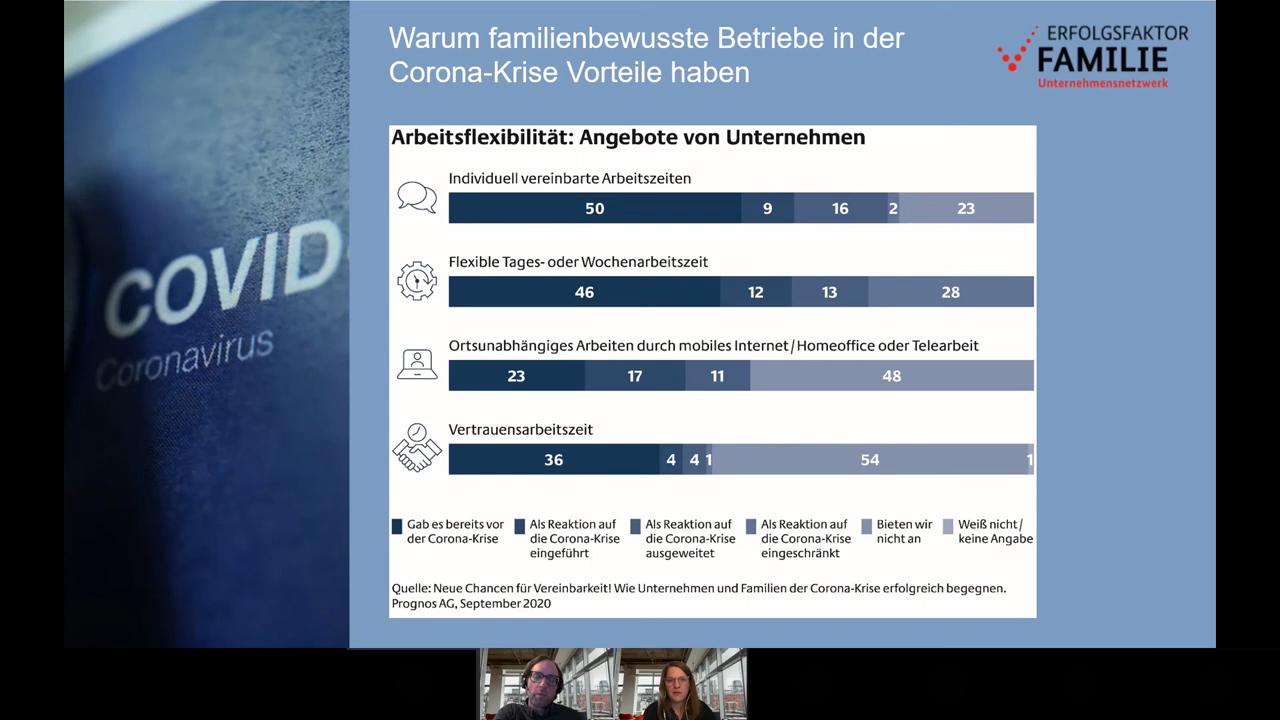 Warum familienbewusste Betriebe in der
Corona-Krise Vorteile haben
ERFOLGSFAKTOR
FAMILIE
Unternehmensnetzwerk
COVID
Coronavirus
Arbeitsflexibilität: Angebote von Unternehmen
Individuell vereinbarte Arbeitszeiten
50 9 16 2 23
Flexible Tages- oder Wochenarbeitszeit
46 12 13 28
Ortsunabhängiges Arbeiten durch mobiles Internet/Homeoffice oder Telearbeit
23 17 11 48
Vertrauensarbeitszeit
36 4 4 1 54 1
Gab es bereits vor
der Corona-Krise
Als Reaktion auf
die Corona-Krise
eingeführt
Als Reaktion auf
die Corona-Krise
ausgeweitet
Als Reaktion auf
die Corona-Krise
eingeschränkt
Bieten wir
nicht an
Weiß nicht/
keine Angabe
Quelle: Neue Chancen für Vereinbarkeit! Wie Unternehmen und Familien der Corona-Krise erfolgreich begegnen.
Prognos AG, September 2020